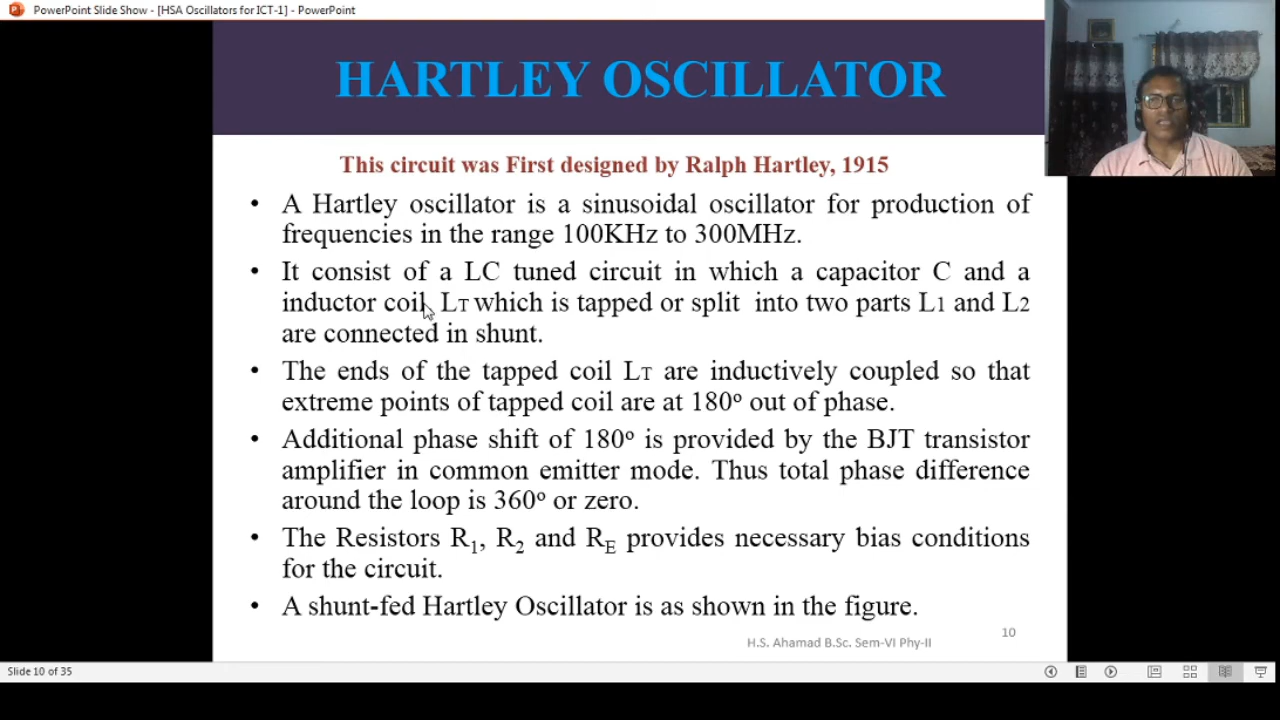 PowerPoint Slide Show - [HSA Oscillators for ICT-1] - PowerPoint
HARTLEY OSCILLATOR
This circuit was First designed by Ralph Hartley, 1915
• A Hartley oscillator is a sinusoidal oscillator for production of
frequencies in the range 100KHz to 300MHz.
• It consist of a LC tuned circuit in which a capacitor C and a
inductor coil, LT which is tapped or split into two parts L1 and L2
are connected in shunt.
• The ends of the tapped coil LT are inductively coupled so that
extreme points of tapped coil are at 180º out of phase.
• Additional phase shift of 180º is provided by the BJT transistor
amplifier in common emitter mode. Thus total phase difference
around the loop is 360º or zero.
• The Resistors R₁, R₂ and RE provides necessary bias conditions
for the circuit.
• A shunt-fed Hartley Oscillator is as shown in the figure.
H.S. Ahamad B.Sc. Sem-VI Phy-II
10
Slide 10 of 35